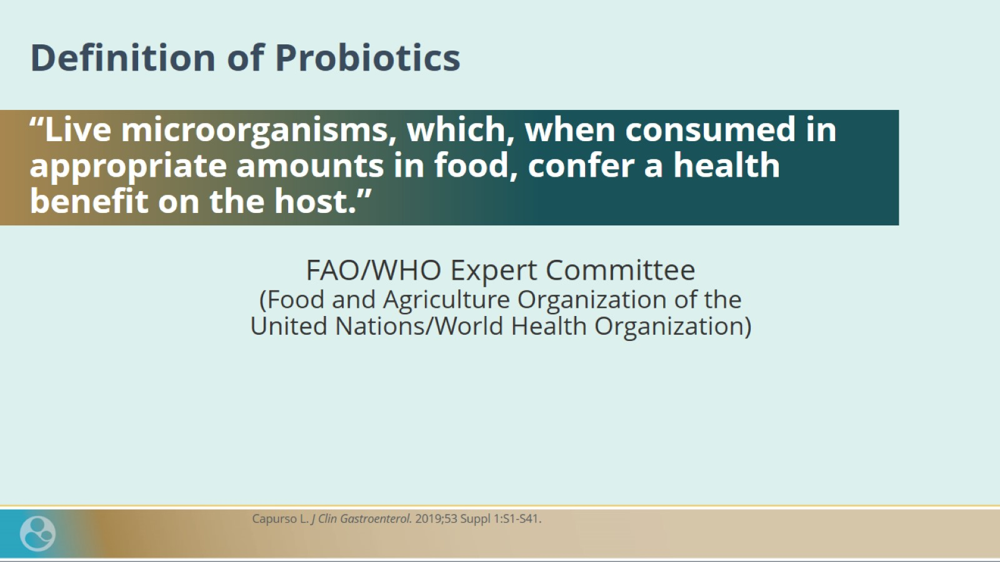 Definition of Probiotics
“Live microorganisms, which, when consumed in
appropriate amounts in food, confer a health
benefit on the host.”
FAO/WHO Expert Committee
(Food and Agriculture Organization of the
United Nations/World Health Organization)
Capurso L. J Clin Gastroenterol. 2019;53 Suppl 1:S1-S41.